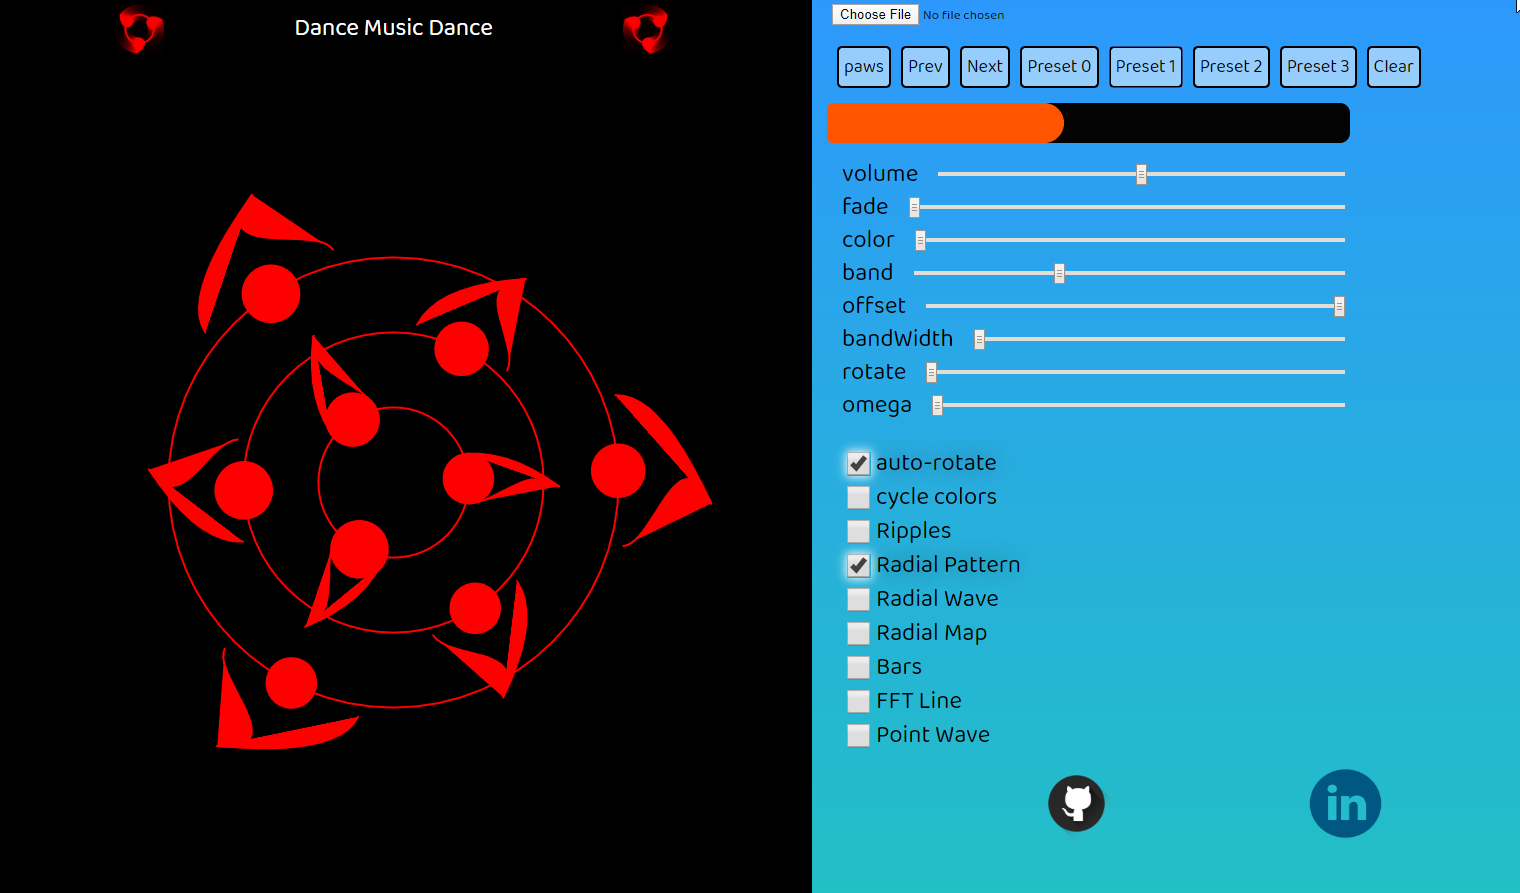 Dance Music Dance
Choose File No file chosen
paws Prev Next Preset 0 Preset 1 Preset 2 Preset 3 Clear
volume
fade
color
band
offset
bandWidth
rotate
omega
auto-rotate
cycle colors
Ripples
Radial Pattern
Radial Wave
Radial Map
Bars
FFT Line
Point Wave
in